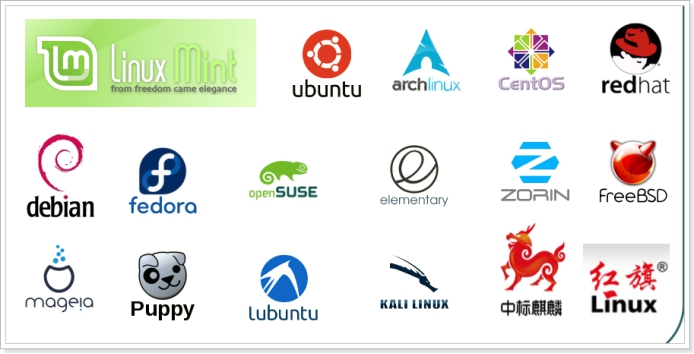 Linux Mint
from freedom came elegance
ubuntu
archlinux
CentOS
redhat
debian
fedora
openSUSE
elementary
ZORIN
FreeBSD
mageia
Puppy
lubuntu
KALI LINUX
中标麒麟
红旗®
Linux